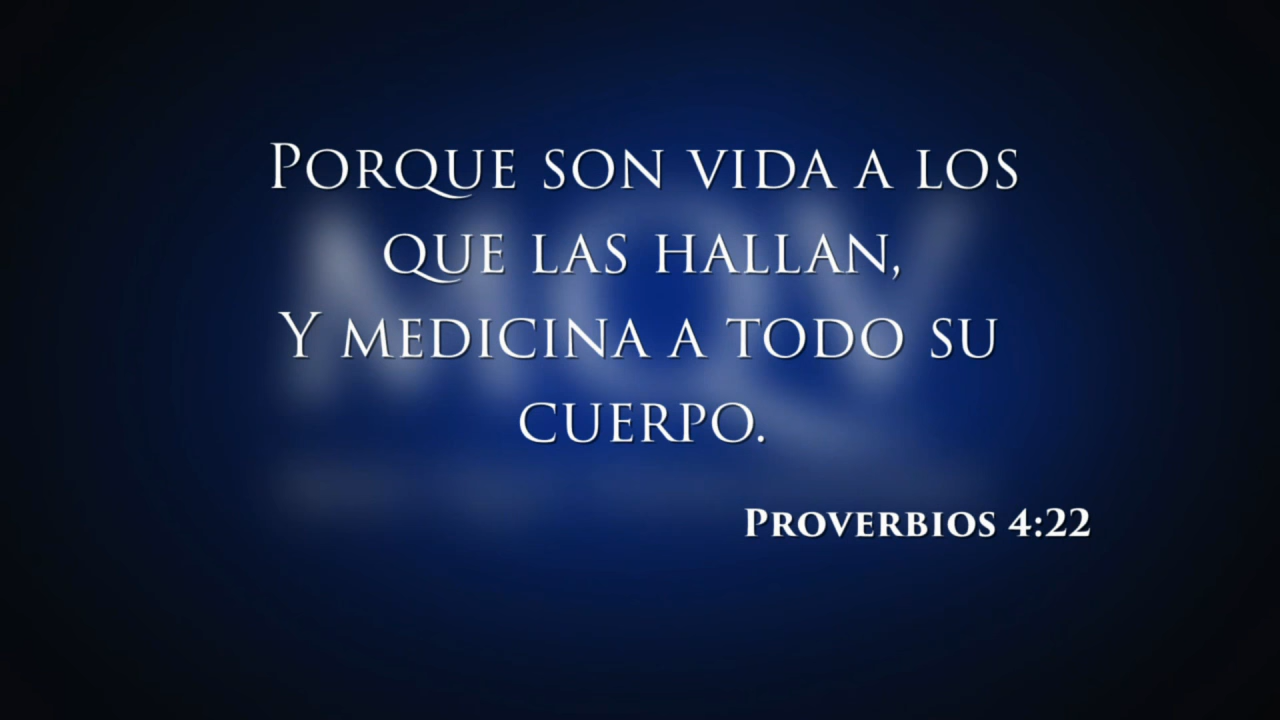 Porque son vida a los
que las hallan,
Y medicina a todo su
cuerpo.
Proverbios 4:22